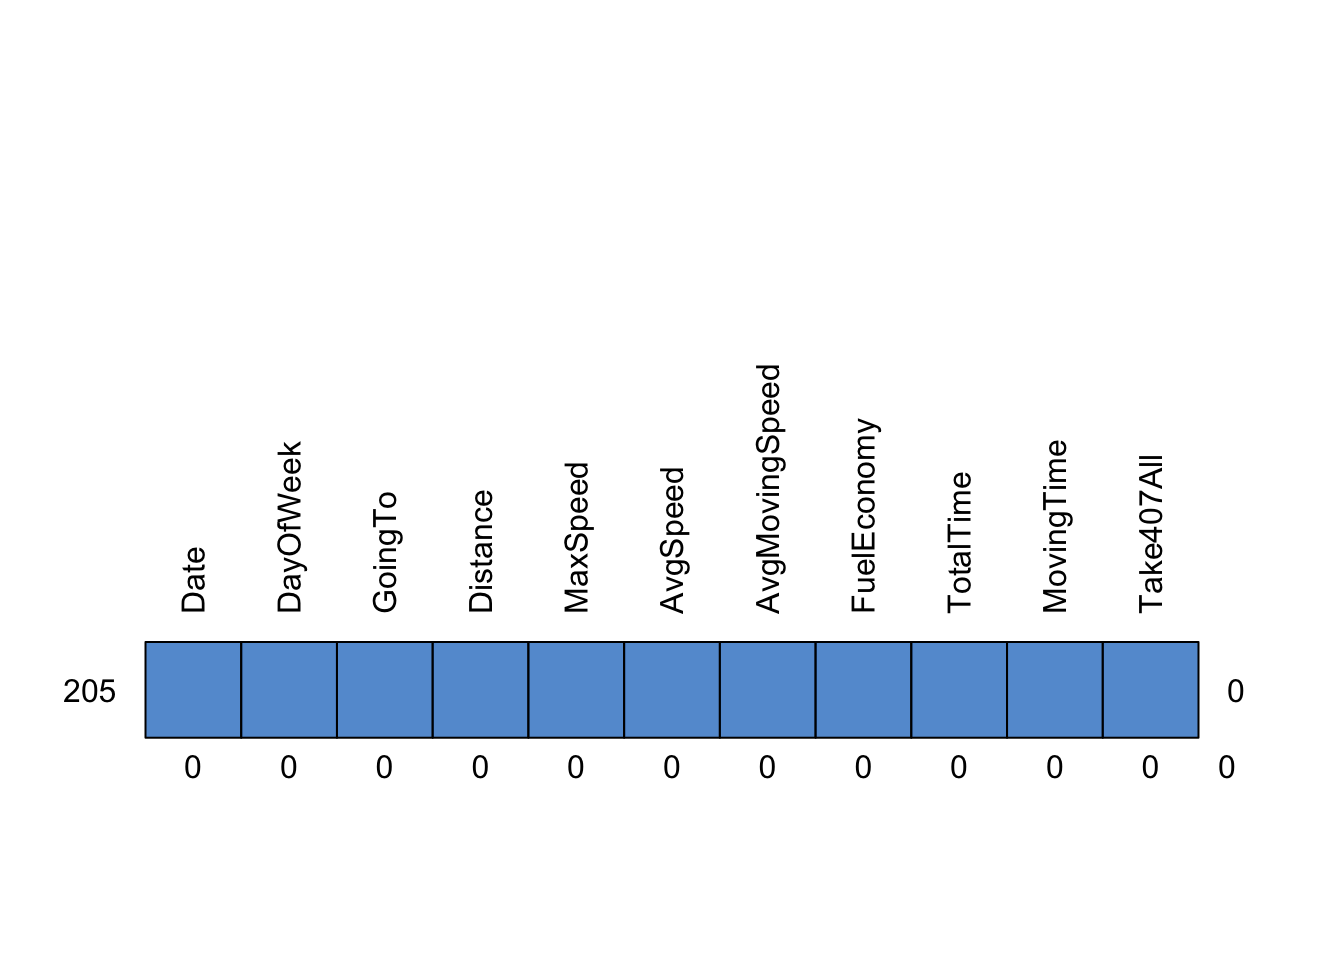 Date DayOfWeek GoingTo Distance MaxSpeed AvgSpeed AvgMovingSpeed FuelEconomy TotalTime MovingTime Take407All
205 0
0 0 0 0 0 0 0 0 0 0 0 0